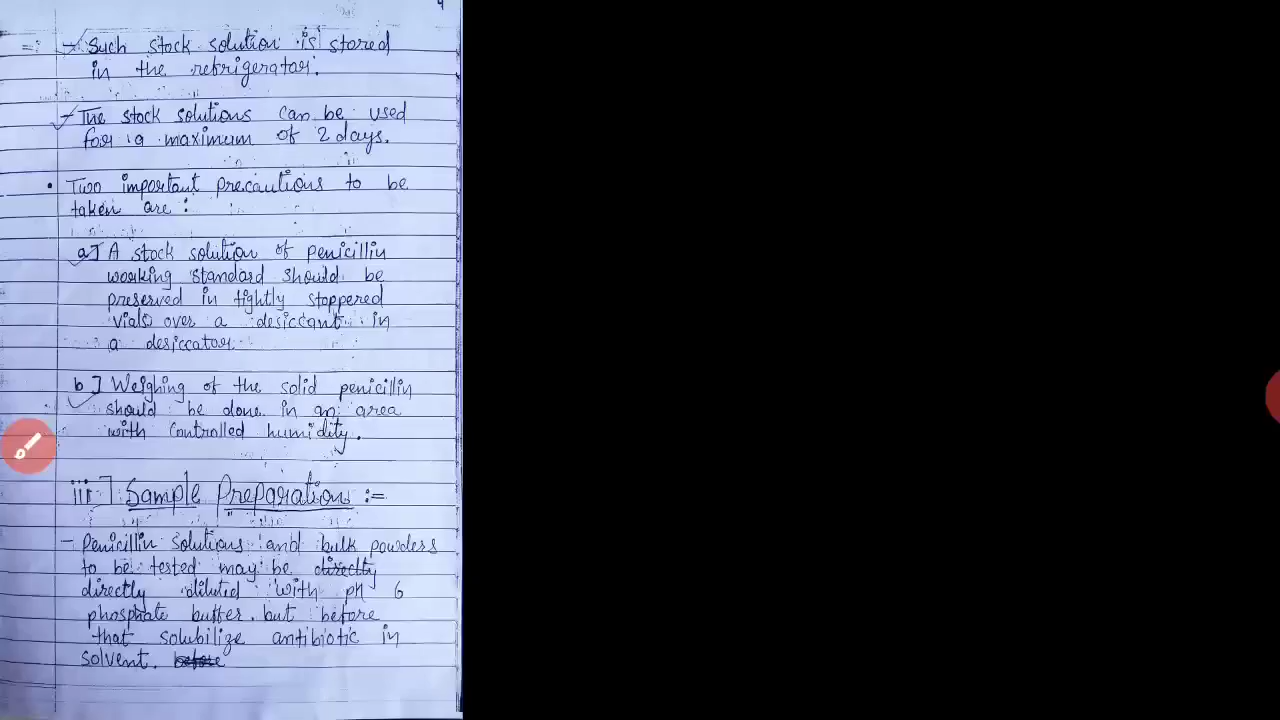 4
=: - Such stock solution is stored
in the refrigerator.
- The stock solutions can be used
for a maximum of 2 days.
• Two important precautions to be
taken are :
a] A stock solution of penicillin
working standard should be
preserved in tightly stoppered
vials over a desiccant in
a desiccator.
b] Weighing of the solid penicillin
should be done in an area
with controlled humidity.
iii] Sample Preparations :=
- Penicillin solutions and bulk powders
to be tested may be directly
directly diluted with pH 6
phosphate buffer. but before
that solubilize antibiotic in
solvent. before